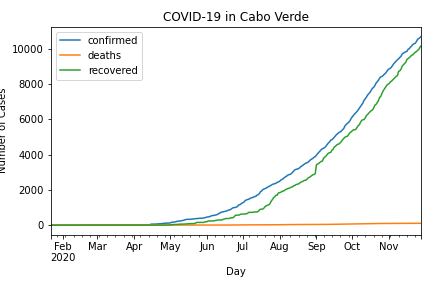 COVID-19 in Cabo Verde
confirmed
deaths
recovered
Number of Cases
10000
8000
6000
4000
2000
0
Feb Mar Apr May Jun Jul Aug Sep Oct Nov
2020
Day